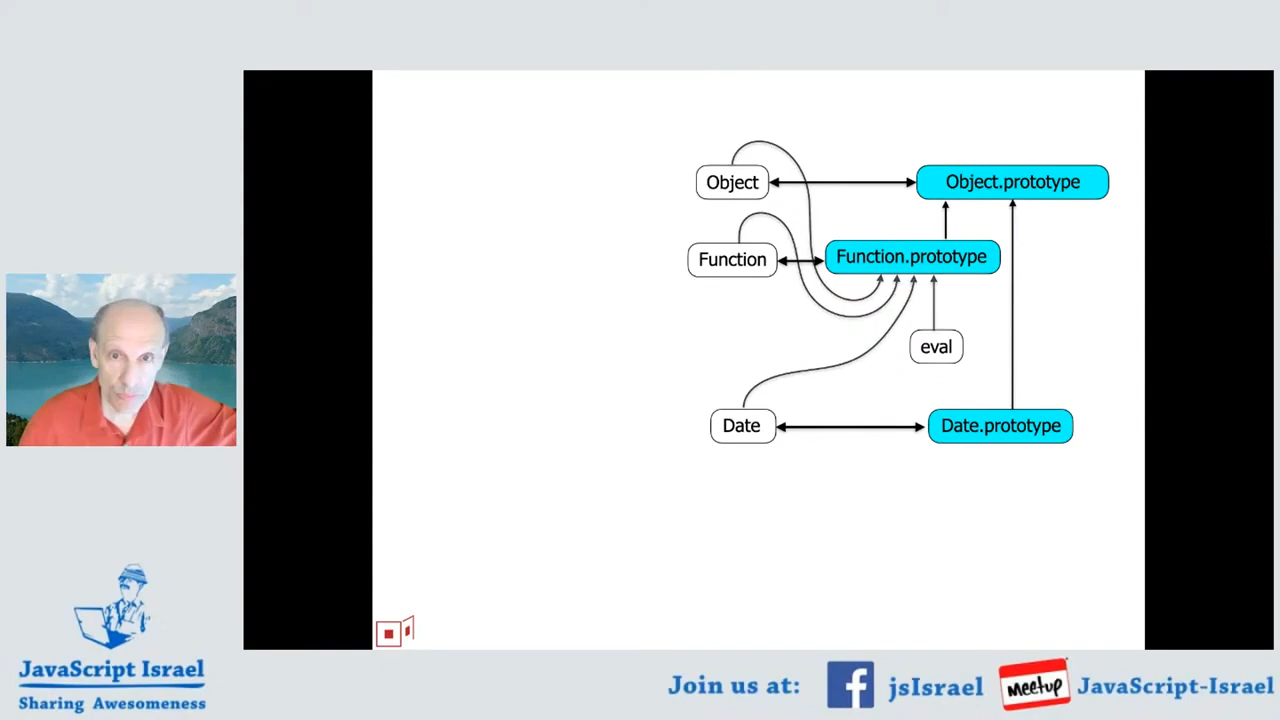 Object
Object.prototype
Function
Function.prototype
eval
Date
Date.prototype
JavaScript Israel
Sharing Awesomeness
Join us at:
jsIsrael
Meetup
JavaScript-Israel